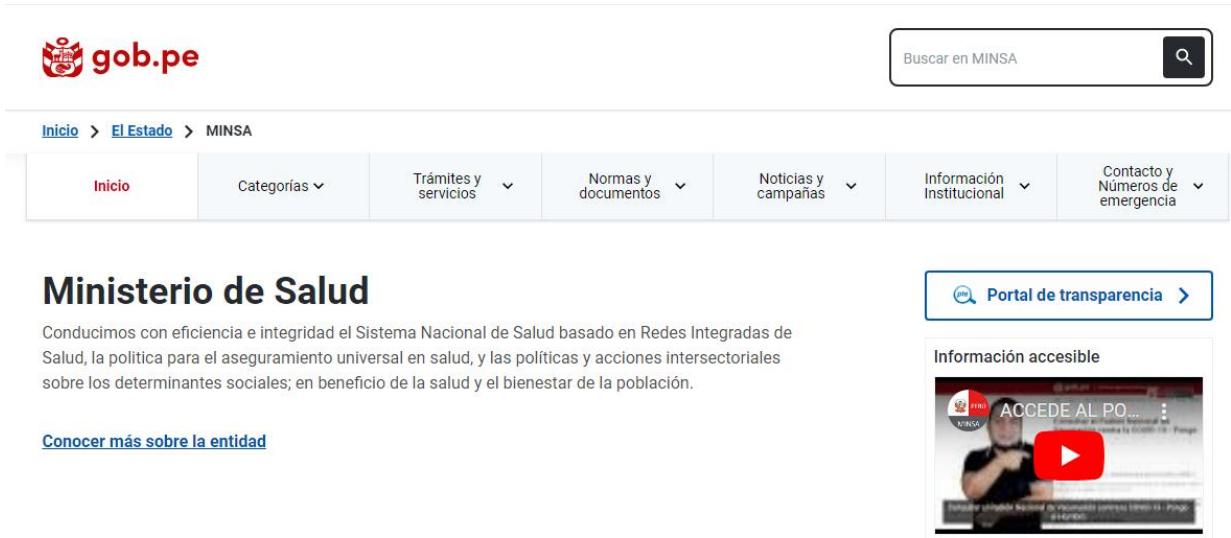 gob.pe
Buscar en MINSA
Inicio > El Estado > MINSA
Inicio
Categorías
Trámites y
servicios
Normas y
documentos
Noticias y
campañas
Información
Institucional
Contacto y
Números de
emergencia
Ministerio de Salud
Conducimos con eficiencia e integridad el Sistema Nacional de Salud basado en Redes Integradas de
Salud, la politica para el aseguramiento universal en salud, y las políticas y acciones intersectoriales
sobre los determinantes sociales; en beneficio de la salud y el bienestar de la población.
Conocer más sobre la entidad
pte Portal de transparencia
Información accesible
PERÚ
MINSA
ACCEDE AL PO...